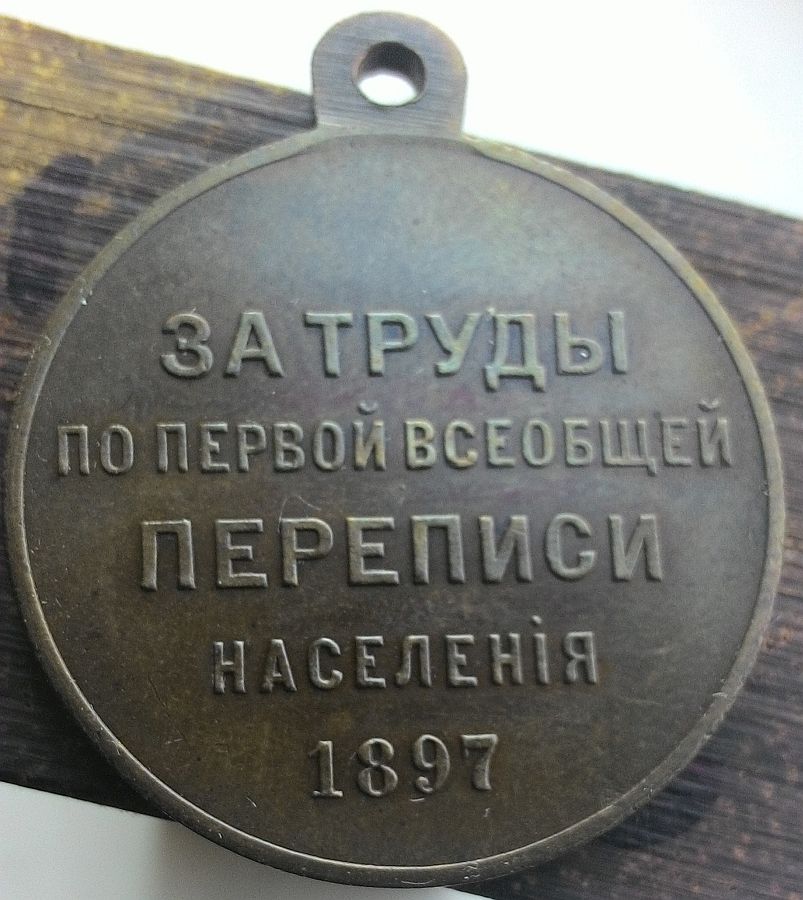 ЗА ТРУДЫ
ПО ПЕРВОЙ ВСЕОБЩЕЙ
ПЕРЕПИСИ
НАСЕЛЕНІЯ
1897